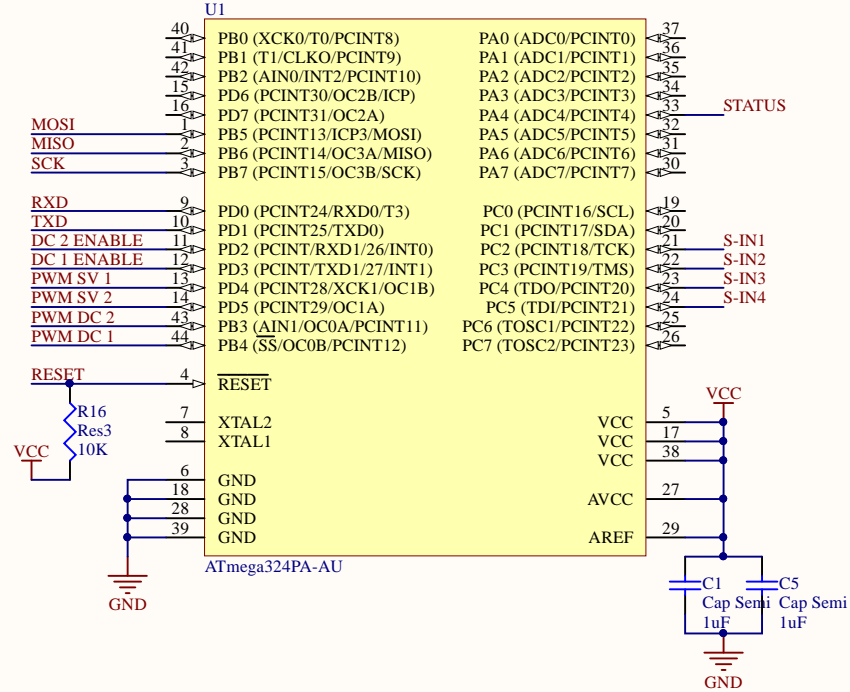 U1
40 PB0 (XCK0/T0/PCINT8) PA0 (ADC0/PCINT0) 37
41 PB1 (T1/CLKO/PCINT9) PA1 (ADC1/PCINT1) 36
42 PB2 (AIN0/INT2/PCINT10) PA2 (ADC2/PCINT2) 35
15 PD6 (PCINT30/OC2B/ICP) PA3 (ADC3/PCINT3) 34
16 PD7 (PCINT31/OC2A) PA4 (ADC4/PCINT4) 33 STATUS
MOSI 1 PB5 (PCINT13/ICP3/MOSI) PA5 (ADC5/PCINT5) 32
MISO 2 PB6 (PCINT14/OC3A/MISO) PA6 (ADC6/PCINT6) 31
SCK 3 PB7 (PCINT15/OC3B/SCK) PA7 (ADC7/PCINT7) 30
RXD 9 PD0 (PCINT24/RXD0/T3) PC0 (PCINT16/SCL) 19
TXD 10 PD1 (PCINT25/TXD0) PC1 (PCINT17/SDA) 20
DC 2 ENABLE 11 PD2 (PCINT/RXD1/26/INT0) PC2 (PCINT18/TCK) 21 S-IN1
DC 1 ENABLE 12 PD3 (PCINT/TXD1/27/INT1) PC3 (PCINT19/TMS) 22 S-IN2
PWM SV 1 13 PD4 (PCINT28/XCK1/OC1B) PC4 (TDO/PCINT20) 23 S-IN3
PWM SV 2 14 PD5 (PCINT29/OC1A) PC5 (TDI/PCINT21) 24 S-IN4
PWM DC 2 43 PB3 (AIN1/OC0A/PCINT11) PC6 (TOSC1/PCINT22) 25
PWM DC 1 44 PB4 (SS/OC0B/PCINT12) PC7 (TOSC2/PCINT23) 26
RESET 4 RESET
VCC
R16
Res3
10K
VCC
7 XTAL2 VCC 5
8 XTAL1 VCC 17
VCC 38
6 GND
18 GND AVCC 27
28 GND
39 GND AREF 29
ATmega324PA-AU
GND
C1 C5
Cap Semi Cap Semi
1uF 1uF
GND